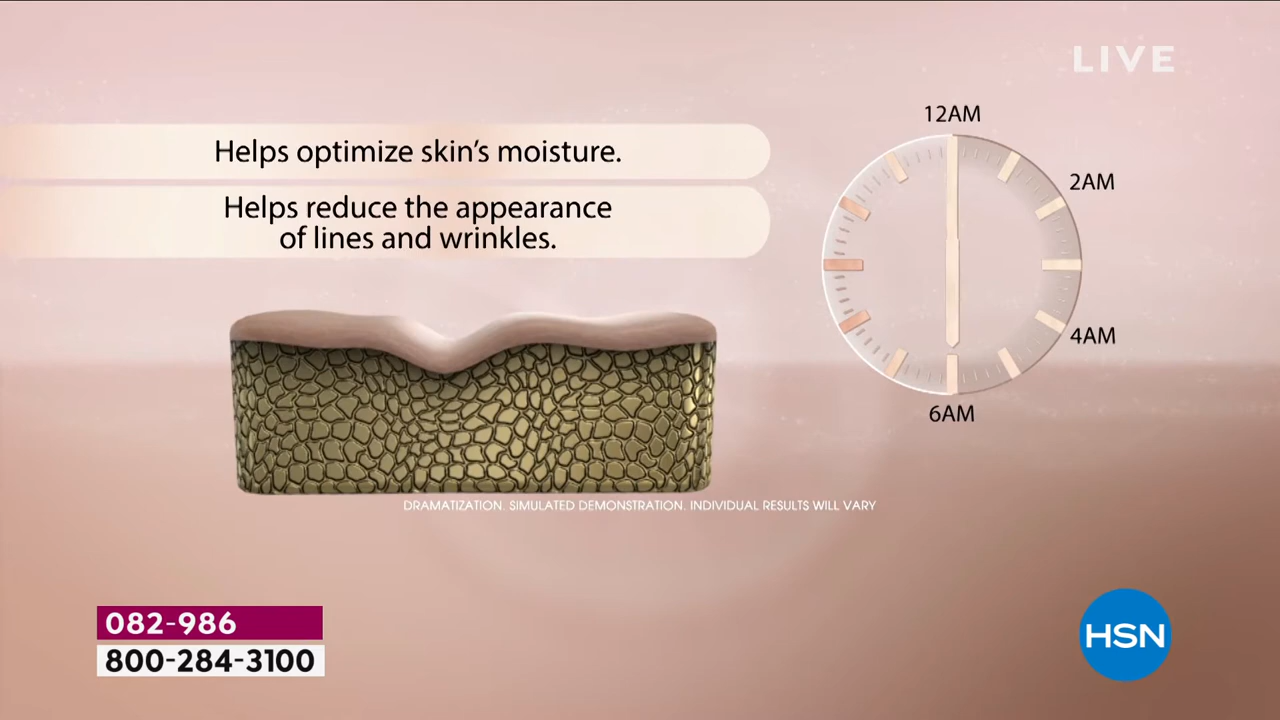 LIVE
Helps optimize skin's moisture.
Helps reduce the appearance
of lines and wrinkles.
12AM
2AM
4AM
6AM
DRAMATIZATION. SIMULATED DEMONSTRATION. INDIVIDUAL RESULTS WILL VARY
082-986
800-284-3100
HSN